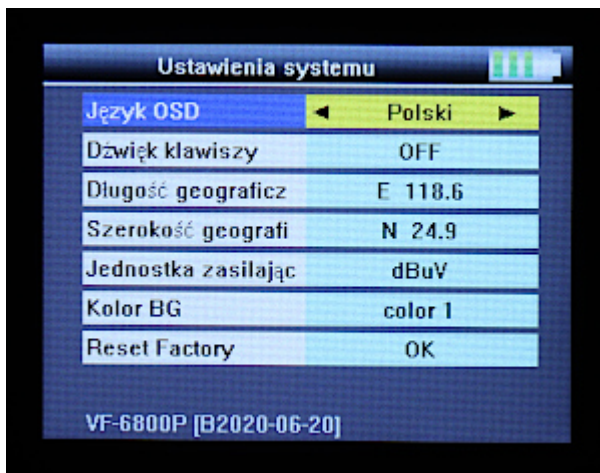 Ustawienia systemu
Język OSD ◄ Polski ►
Dźwięk klawiszy OFF
Długość geograficz E 118.6
Szerokość geografi N 24.9
Jednostka zasilając dBuV
Kolor BG color 1
Reset Factory OK
VF-6800P [B2020-06-20]